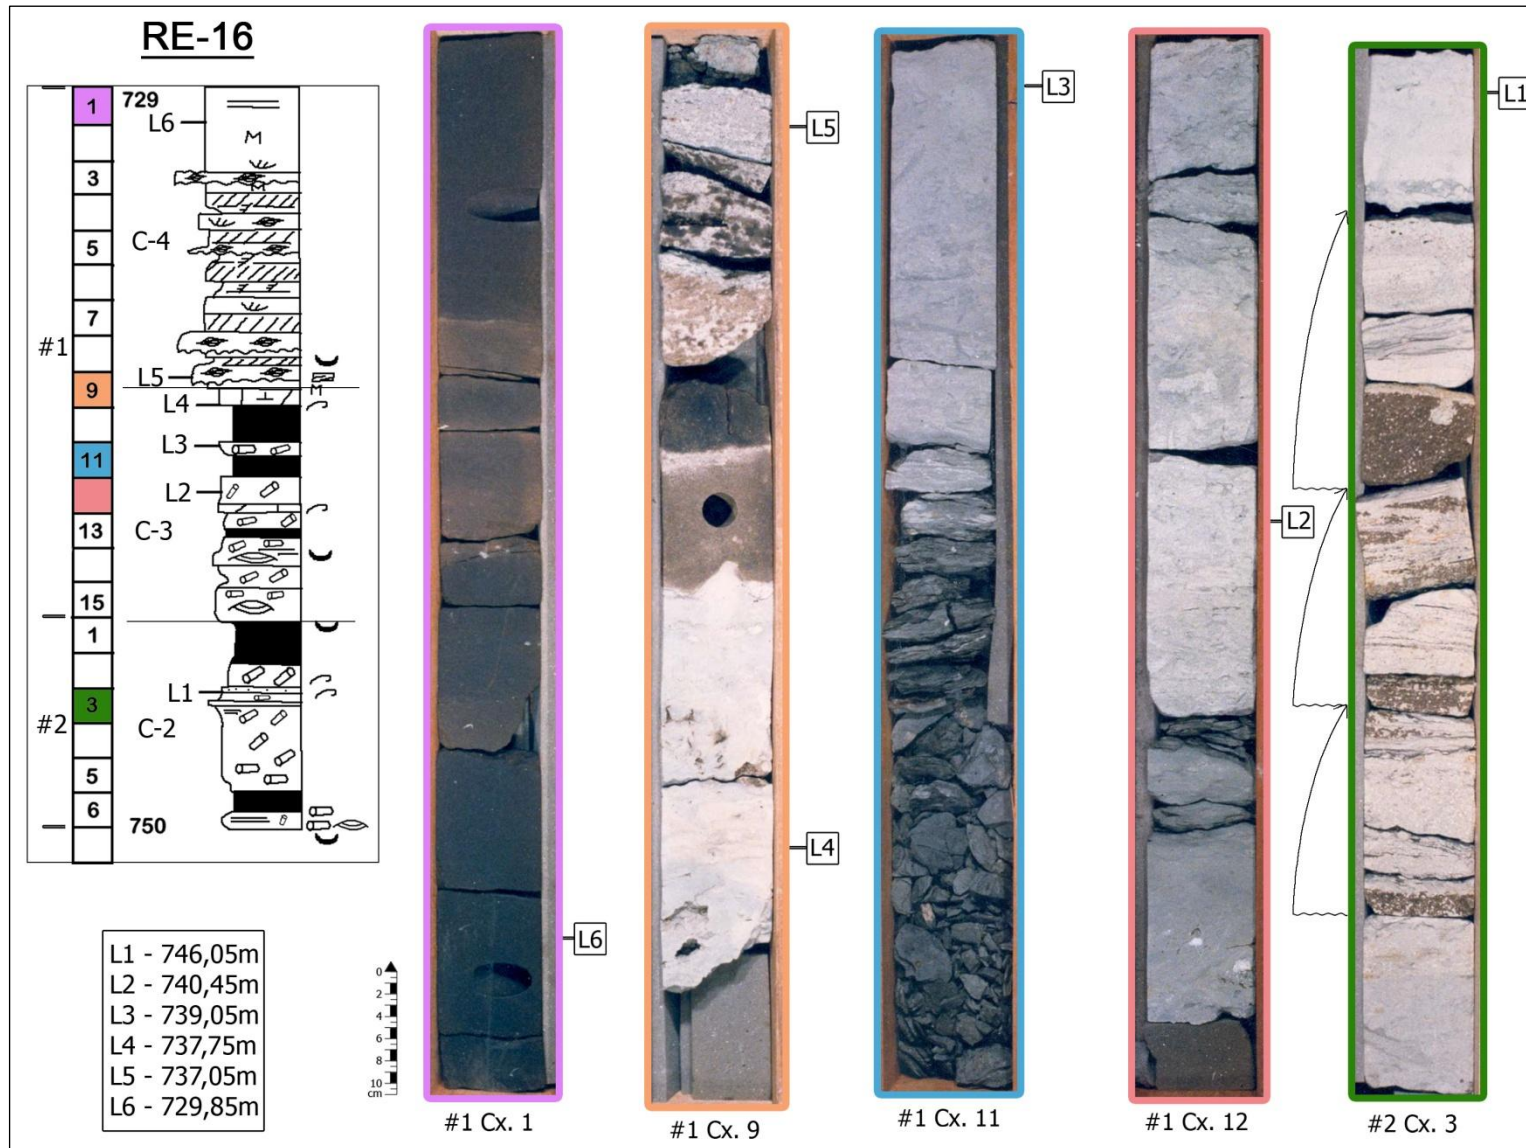 RE-16
1 729
L6
M
3
M
C-4
5
7
#1
L5
9
M
L4
L3
11
L2
C-3
13
15
1
L1
3
#2
C-2
5
6
750
L1 - 746,05m
L2 - 740,45m
L3 - 739,05m
L4 - 737,75m
L5 - 737,05m
L6 - 729,85m
0
2
4
6
8
10
cm
L6
#1 Cx. 1
L5
L4
#1 Cx. 9
L3
#1 Cx. 11
L2
#1 Cx. 12
L1
#2 Cx. 3